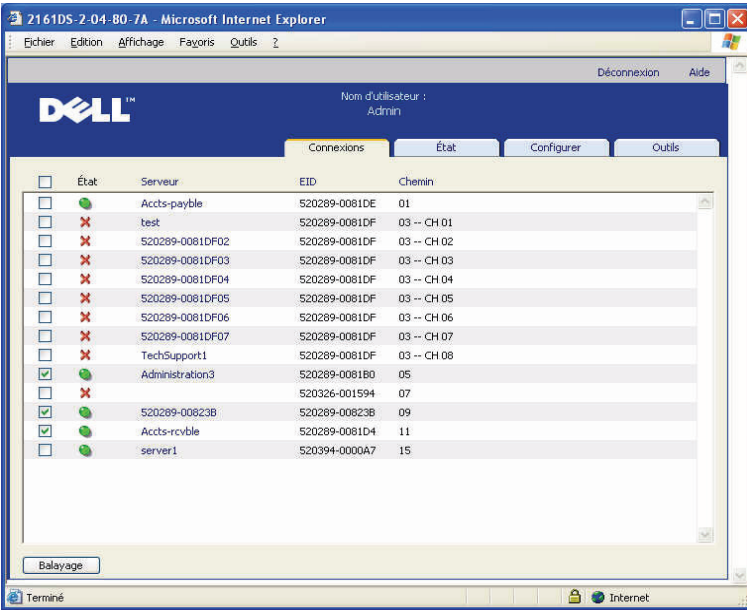 2161DS-2-04-80-7A - Microsoft Internet Explorer
Fichier Edition Affichage Favoris Outils ?
Déconnexion Aide
DELL™
Nom d'utilisateur :
Admin
Connexions État Configurer Outils
État Serveur EID Chemin
Accts-payble 520289-0081DE 01
test 520289-0081DF 03 -- CH 01
520289-0081DF02 520289-0081DF 03 -- CH 02
520289-0081DF03 520289-0081DF 03 -- CH 03
520289-0081DF04 520289-0081DF 03 -- CH 04
520289-0081DF05 520289-0081DF 03 -- CH 05
520289-0081DF06 520289-0081DF 03 -- CH 06
520289-0081DF07 520289-0081DF 03 -- CH 07
TechSupport1 520289-0081DF 03 -- CH 08
Administration3 520289-0081B0 05
520326-001594 07
520289-00823B 520289-00823B 09
Accts-rcvble 520289-0081D4 11
server1 520394-0000A7 15
Balayage
Terminé Internet